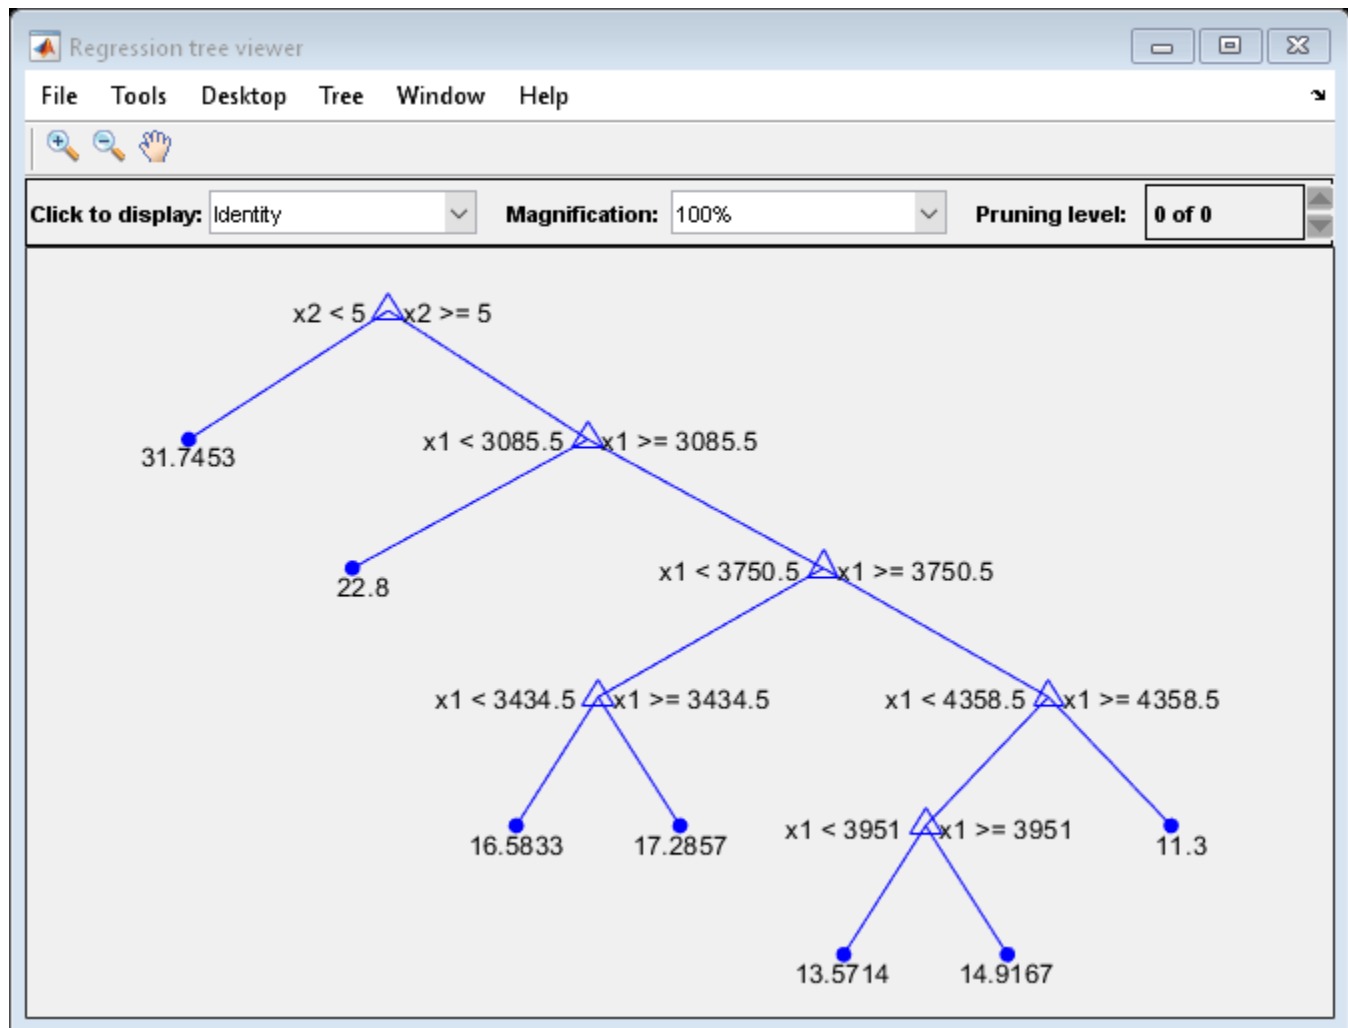 Regression tree viewer
File Tools Desktop Tree Window Help
Click to display: Identity Magnification: 100% Pruning level: 0 of 0
x2 < 5 x2 >= 5
31.7453
x1 < 3085.5 x1 >= 3085.5
22.8
x1 < 3750.5 x1 >= 3750.5
x1 < 3434.5 x1 >= 3434.5 x1 < 4358.5 x1 >= 4358.5
16.5833 17.2857 x1 < 3951 x1 >= 3951 11.3
13.5714 14.9167